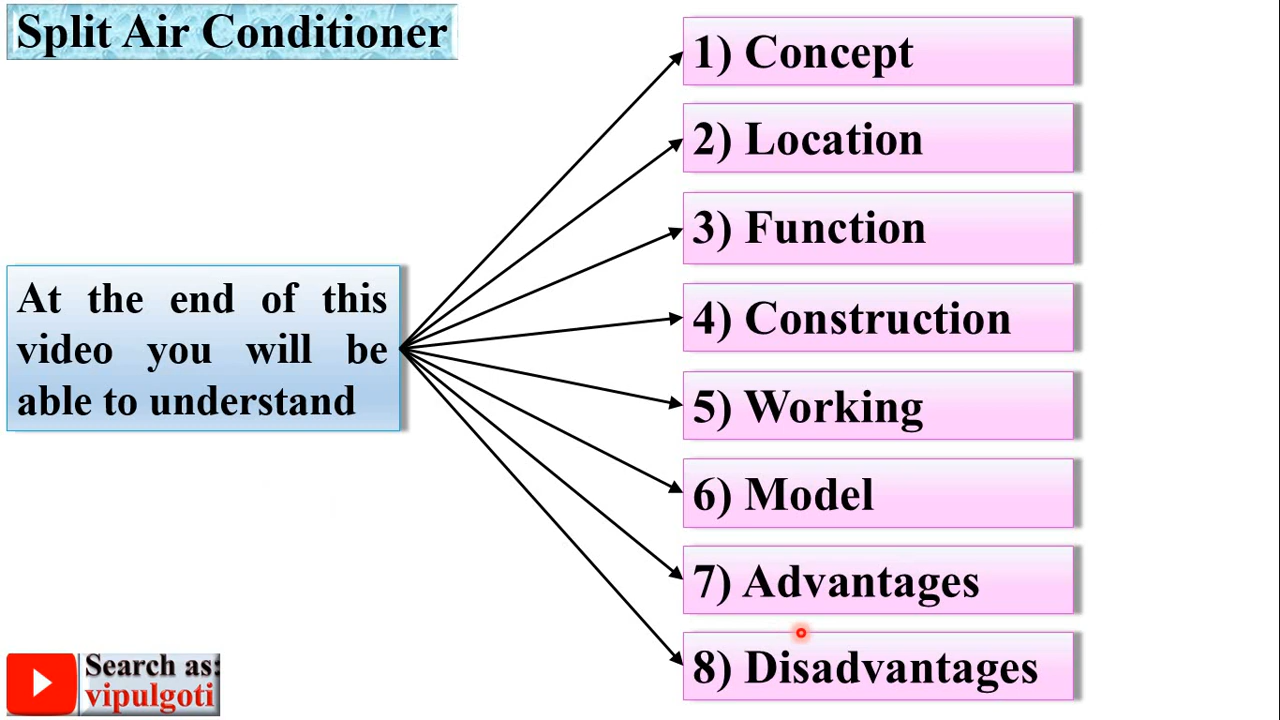 Split Air Conditioner
At the end of this
video you will be
able to understand
1) Concept
2) Location
3) Function
4) Construction
5) Working
6) Model
7) Advantages
8) Disadvantages
Search as:
vipulgoti